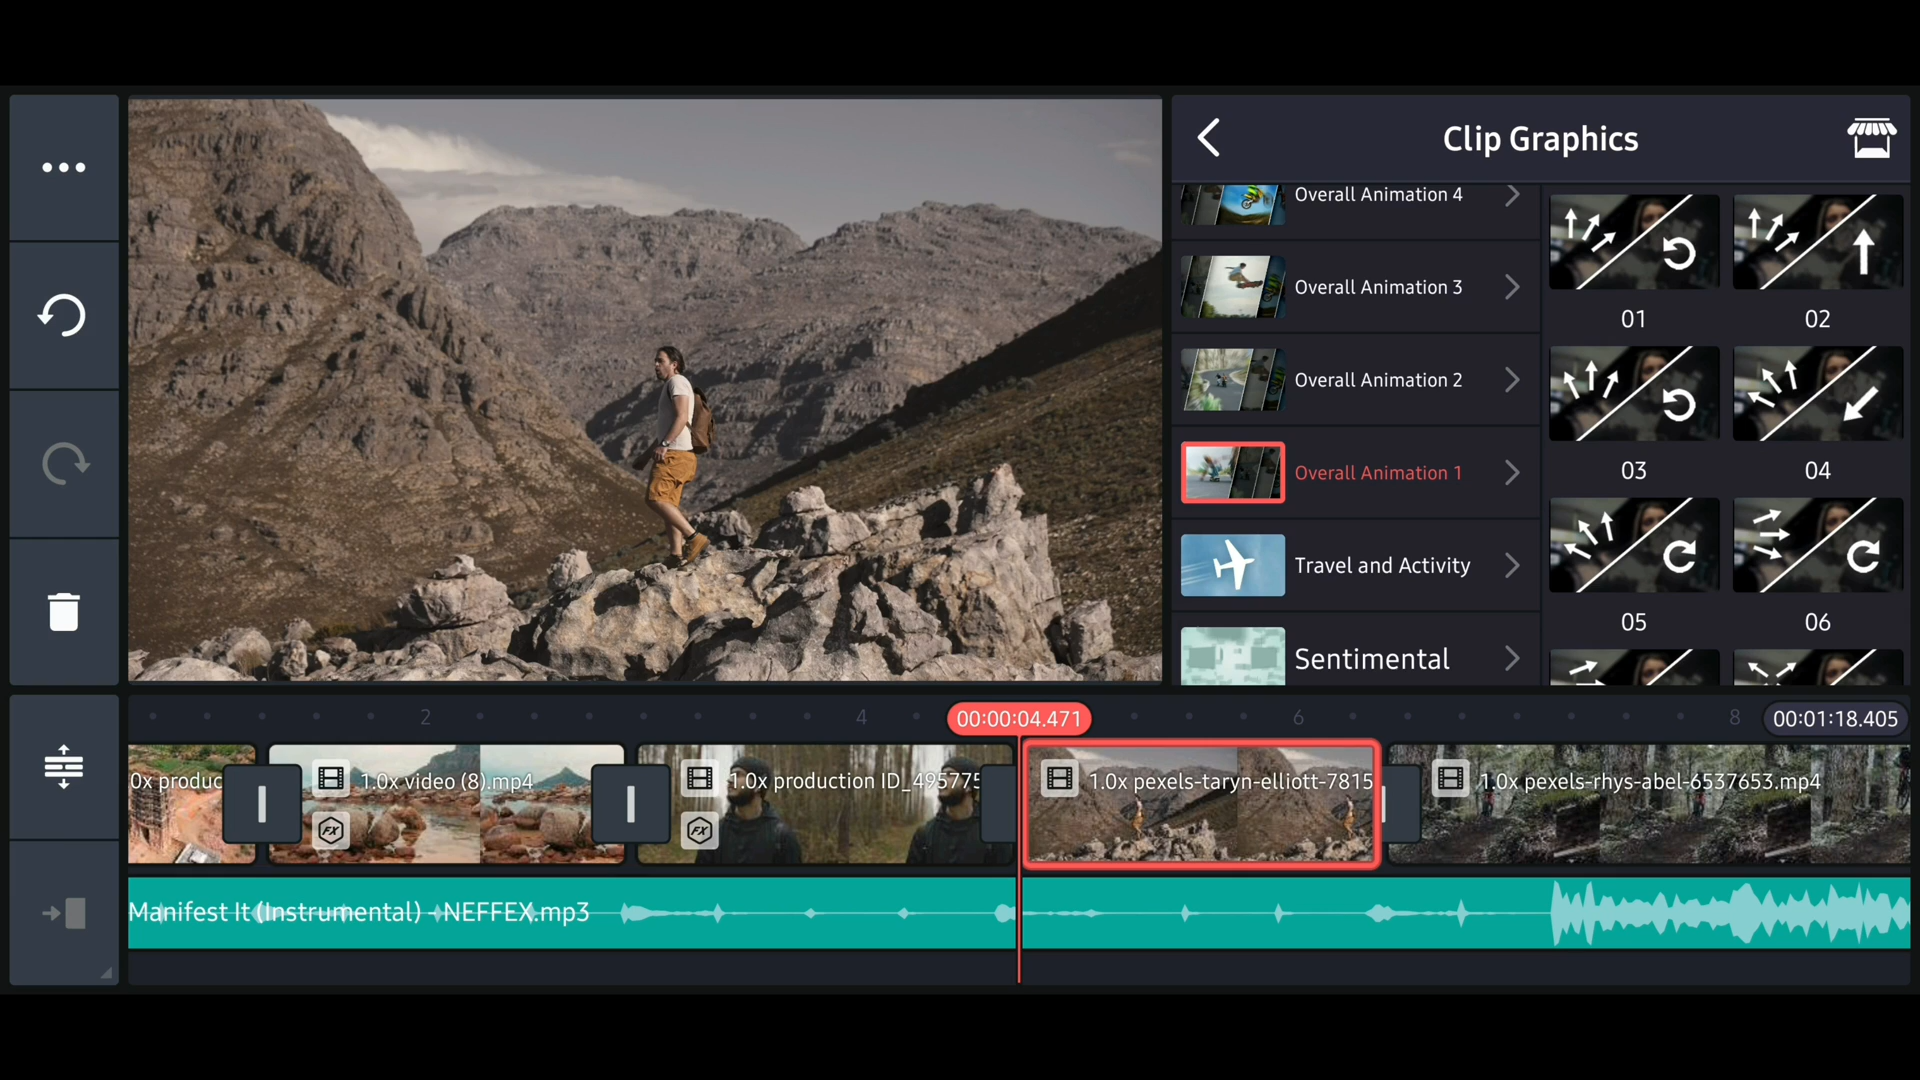 Clip Graphics
Overall Animation 4
Overall Animation 3
Overall Animation 2
Overall Animation 1
Travel and Activity
Sentimental
01
02
03
04
05
06
2
4
00:00:04.471
6
8
00:01:18.405
0x produc
1.0x video (8).mp4
1.0x production ID_495775
1.0x pexels-taryn-elliott-7815
1.0x pexels-rhys-abel-6537653.mp4
FX
FX
Manifest It (Instrumental) - NEFFEX.mp3